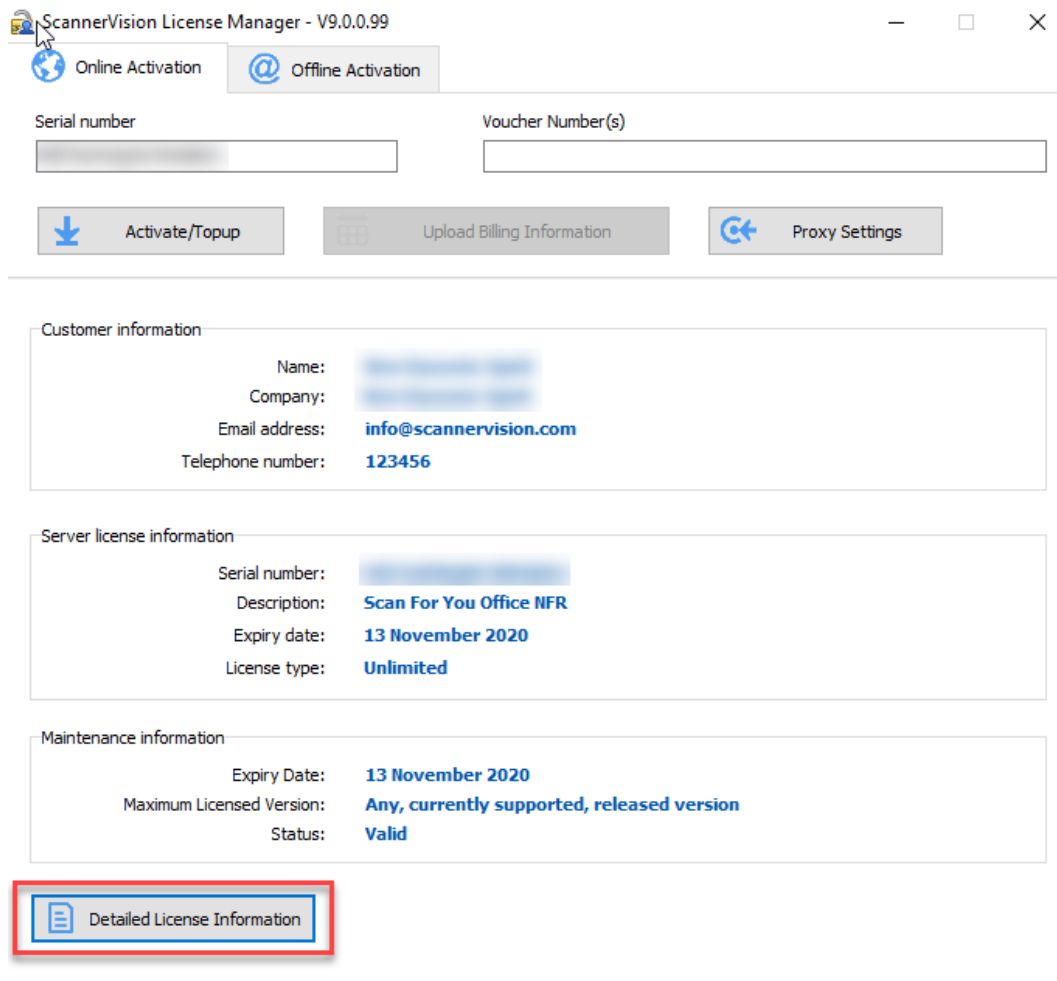 ScannerVision License Manager - V9.0.0.99
Online Activation
Offline Activation
Serial number
Voucher Number(s)
Activate/Topup
Upload Billing Information
Proxy Settings
Customer information
Name:
Company:
Email address: info@scannervision.com
Telephone number: 123456
Server license information
Serial number:
Description: Scan For You Office NFR
Expiry date: 13 November 2020
License type: Unlimited
Maintenance information
Expiry Date: 13 November 2020
Maximum Licensed Version: Any, currently supported, released version
Status: Valid
Detailed License Information